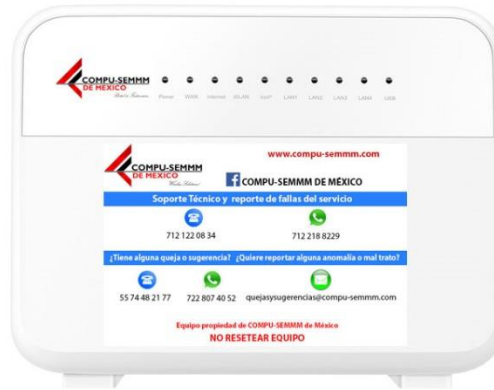 COMPU-SEMMM
DE MÉXICO
Power WAN Internet WLAN VoIP LAN1 LAN2 LAN3 LAN4 USB
www.compu-semmm.com
COMPU-SEMMM
DE MÉXICO
COMPU-SEMMM DE MÉXICO
Soporte Técnico y reporte de fallas del servicio
712 122 08 34
712 218 8229
¿Tiene alguna queja o sugerencia? ¿Quiere reportar alguna anomalía o mal trato?
55 74 48 21 77
722 807 40 52
quejasysugerencias@compu-semmm.com
Equipo propiedad de COMPU-SEMMM de México
NO RESETEAR EQUIPO